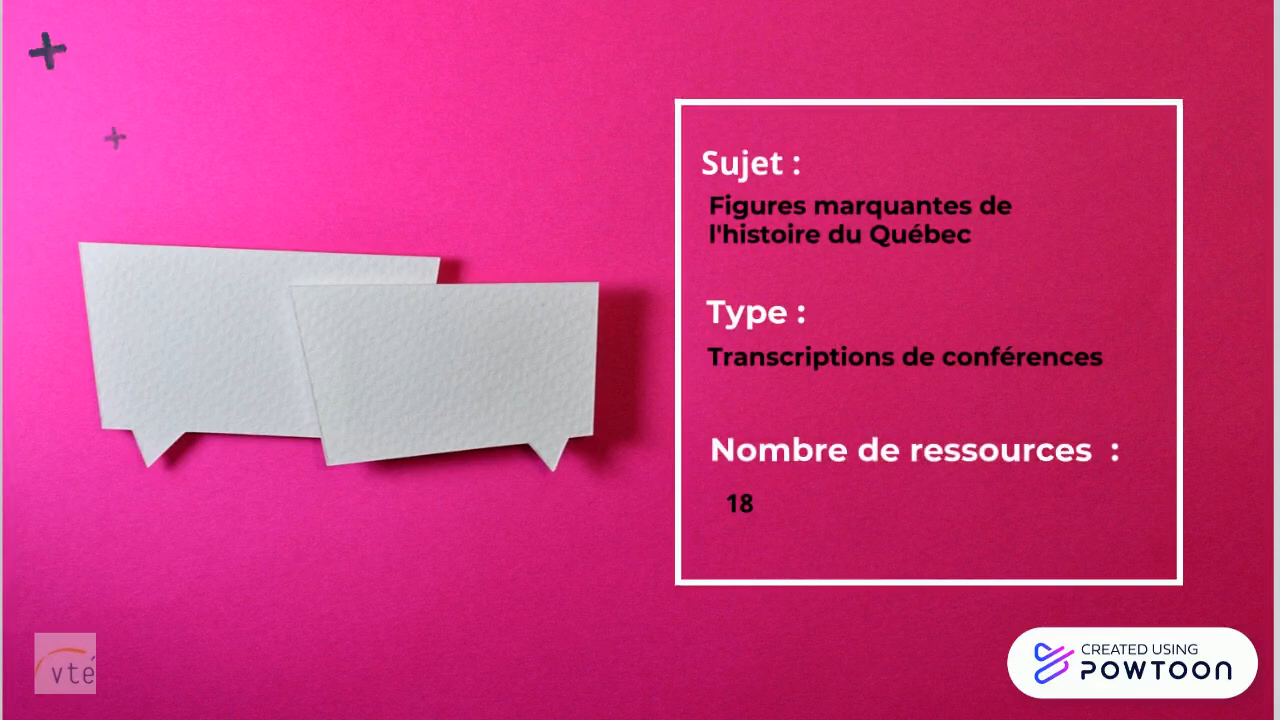 Sujet :
Figures marquantes de
l'histoire du Québec
Type :
Transcriptions de conférences
Nombre de ressources :
18
vté
CREATED USING
POWTOON